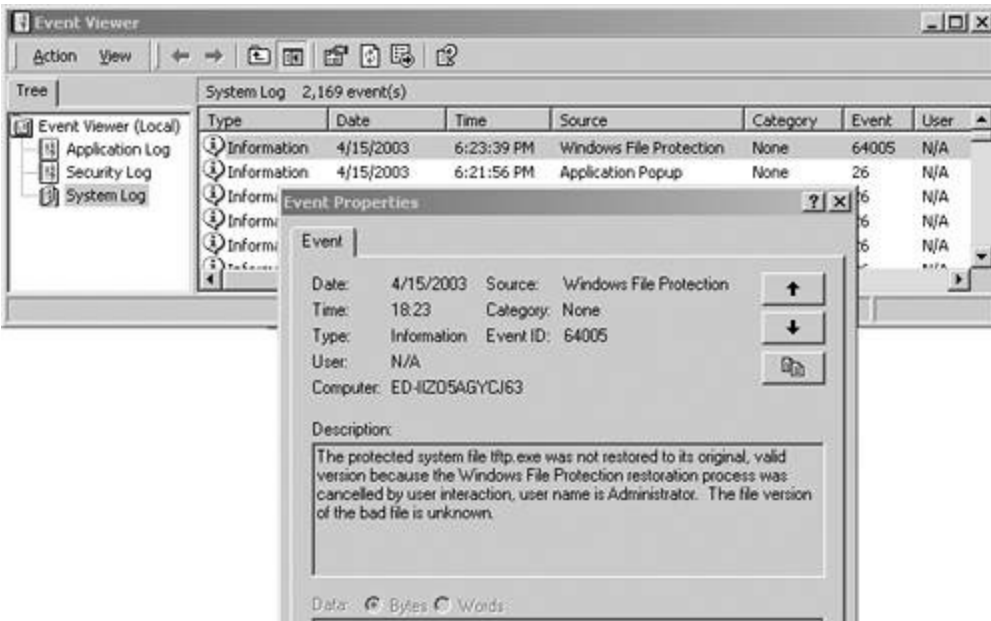 Event Viewer
Action View
Tree
System Log 2,169 event(s)
Event Viewer (Local)
Application Log
Security Log
System Log
Type Date Time Source Category Event User
Information 4/15/2003 6:23:39 PM Windows File Protection None 64005 N/A
Information 4/15/2003 6:21:56 PM Application Popup None 26 N/A
Informa 26 N/A
Informa 26 N/A
Informa 26 N/A
Event Properties
Event
Date: 4/15/2003 Source: Windows File Protection
Time: 18:23 Category: None
Type: Information Event ID: 64005
User: N/A
Computer: ED-IIZO5AGYCJ63
Description:
The protected system file tftp.exe was not restored to its original, valid
version because the Windows File Protection restoration process was
cancelled by user interaction, user name is Administrator. The file version
of the bad file is unknown.
Data: Bytes Words